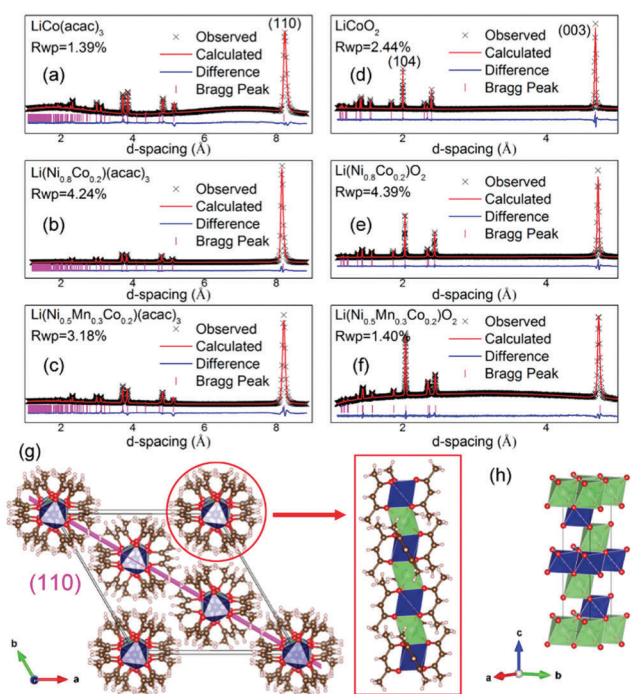 LiCo(acac)₃
Rwp=1.39%
(a)
(110)
× Observed
Calculated
Difference
Bragg Peak
2 4 6 8
d-spacing (Å)
LiCoO₂
Rwp=2.44%
(104)
(d)
(003)
× Observed
Calculated
Difference
Bragg Peak
2 4
d-spacing (Å)
Li(Ni₀.₈Co₀.₂)(acac)₃
Rwp=4.24%
(b)
× Observed
Calculated
Difference
Bragg Peak
2 4 6 8
d-spacing (Å)
Li(Ni₀.₈Co₀.₂)O₂
Rwp=4.39%
(e)
× Observed
Calculated
Difference
Bragg Peak
2 4
d-spacing (Å)
Li(Ni₀.₅Mn₀.₃Co₀.₂)(acac)₃
Rwp=3.18%
(c)
× Observed
Calculated
Difference
Bragg Peak
2 4 6 8
d-spacing (Å)
Li(Ni₀.₅Mn₀.₃Co₀.₂)O₂
Rwp=1.40%
(f)
× Observed
Calculated
Difference
Bragg Peak
2 4
d-spacing (Å)
(g)
(110)
b
c
a
(h)
c
a
b